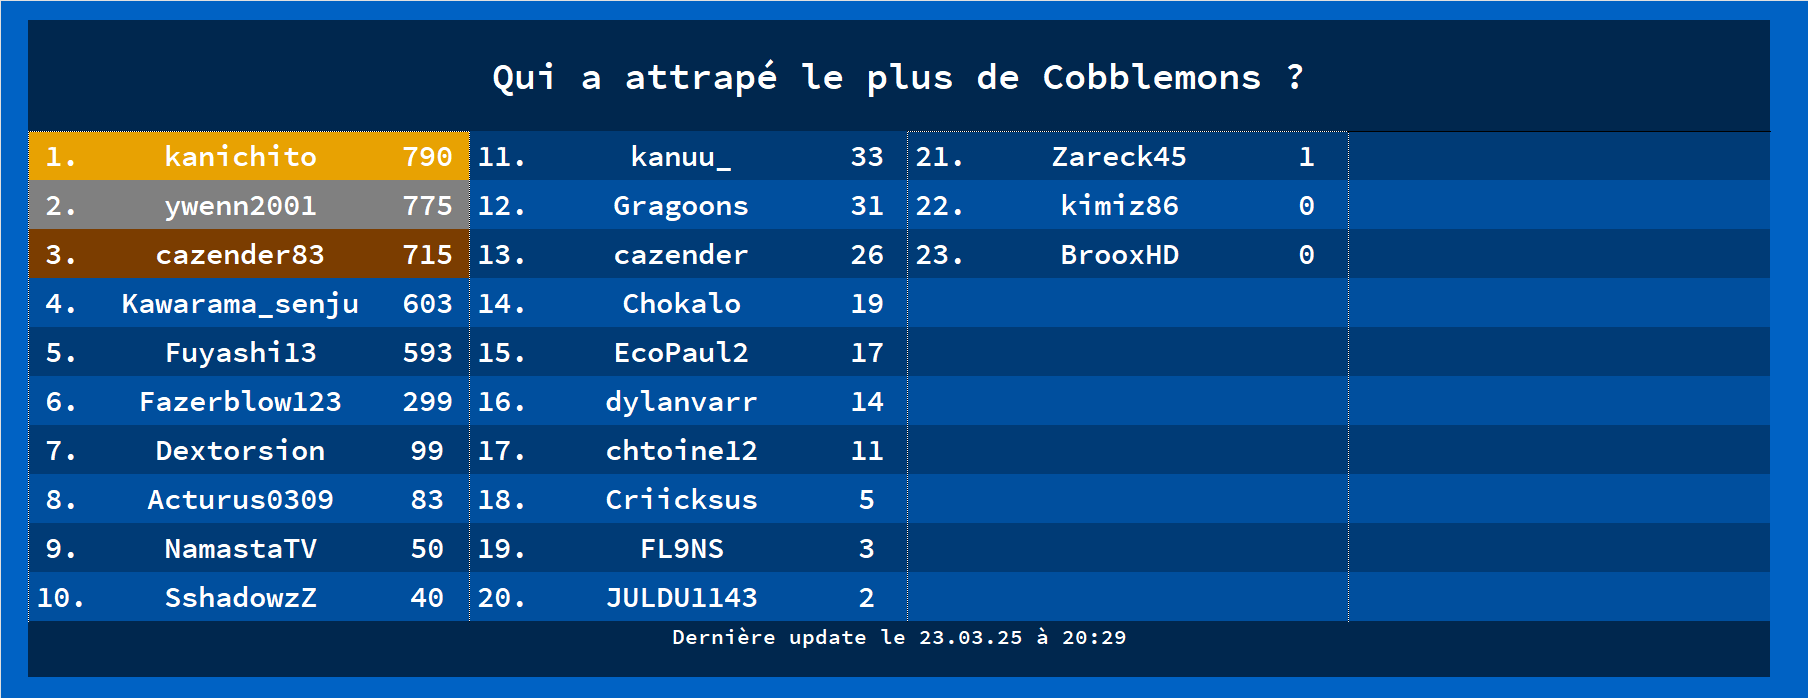 Qui a attrapé le plus de Cobblemons ?
1. kanichito 790
2. ywenn2001 775
3. cazender83 715
4. Kawarama_senju 603
5. Fuyashi13 593
6. Fazerblow123 299
7. Dextorsion 99
8. Acturus0309 83
9. NamastaTV 50
10. SshadowzZ 40
11. kanuu_ 33
12. Gragoons 31
13. cazender 26
14. Chokalo 19
15. EcoPaul2 17
16. dylanvarr 14
17. chtoine12 11
18. Criicksus 5
19. FL9NS 3
20. JULDU1143 2
21. Zareck45 1
22. kimiz86 0
23. BrooxHD 0
Dernière update le 23.03.25 à 20:29